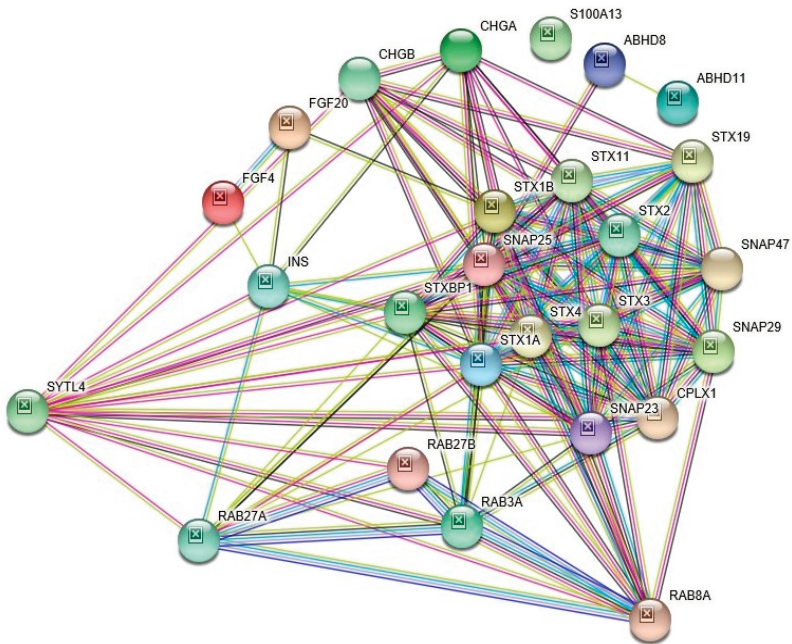 S100A13
CHGA
ABHD8
CHGB
ABHD11
FGF20
STX19
STX11
FGF4
STX1B
STX2
SNAP25
SNAP47
INS
STXBP1
STX4
STX3
SNAP29
STX1A
SYTL4
CPLX1
SNAP23
RAB27B
RAB3A
RAB27A
RAB8A